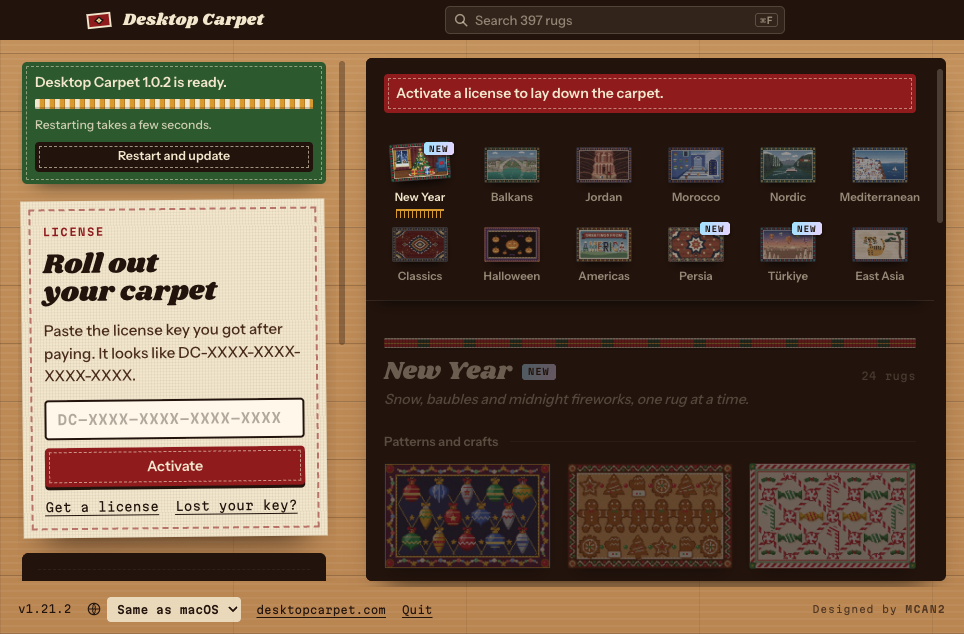 Desktop Carpet
Search 397 rugs
⌘F
Desktop Carpet 1.0.2 is ready.
Restarting takes a few seconds.
Restart and update
LICENSE
Roll out
your carpet
Paste the license key you got after
paying. It looks like DC-XXXX-XXXX-
XXXX-XXXX.
DC-XXXX-XXXX-XXXX-XXXX
Activate
Get a license Lost your key?
Activate a license to lay down the carpet.
NEW
New Year Balkans Jordan Morocco Nordic Mediterranean
NEW NEW
Classics Halloween Americas Persia Türkiye East Asia
New Year NEW 24 rugs
Snow, baubles and midnight fireworks, one rug at a time.
Patterns and crafts
v1.21.2 Same as macOS desktopcarpet.com Quit
Designed by MCAN2